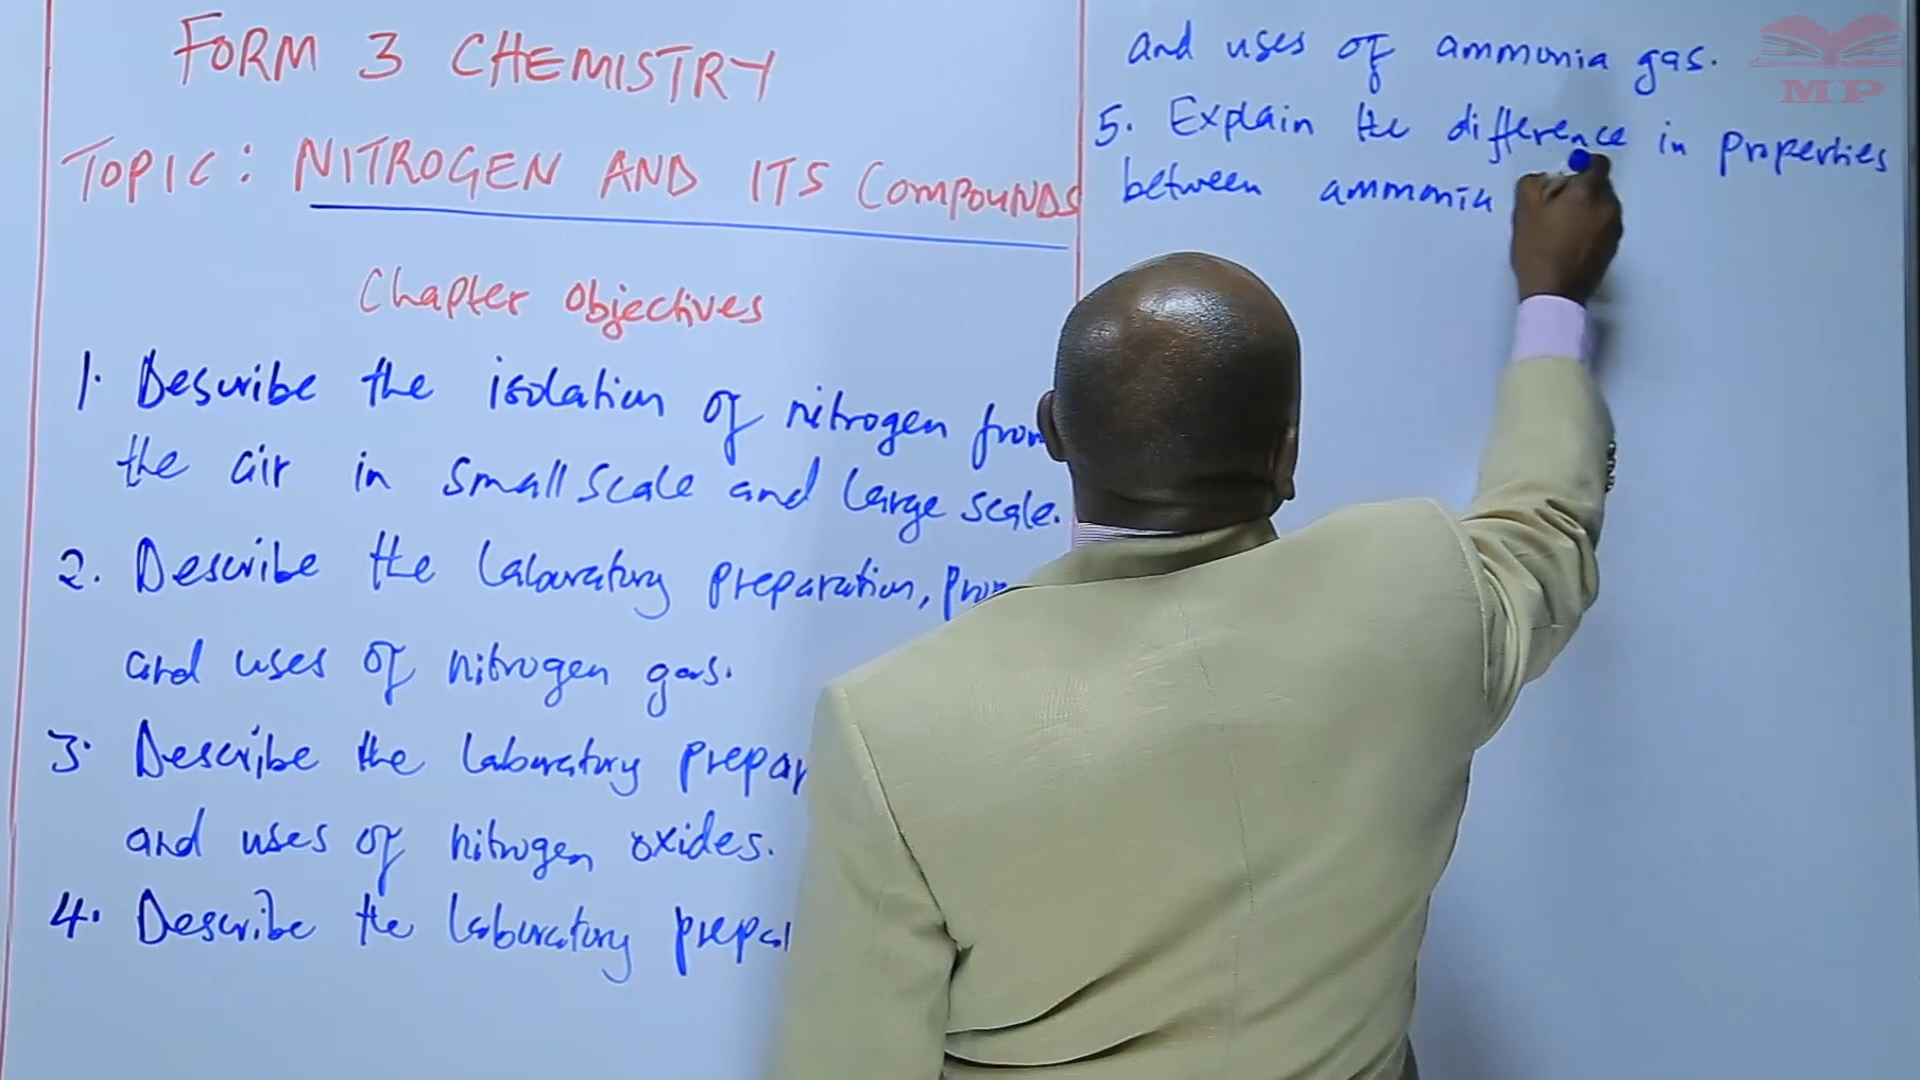 FORM 3 CHEMISTRY
TOPIC: NITROGEN AND ITS COMPOUNDS
Chapter Objectives
1. Describe the isolation of nitrogen from
the air in small scale and large scale.
2. Describe the laboratory preparation,
and uses of nitrogen gas.
3. Describe the laboratory
and uses of nitrogen oxides.
4. Describe the laboratory
and uses of ammonia gas.
5. Explain the difference in properties
between ammonia
MP